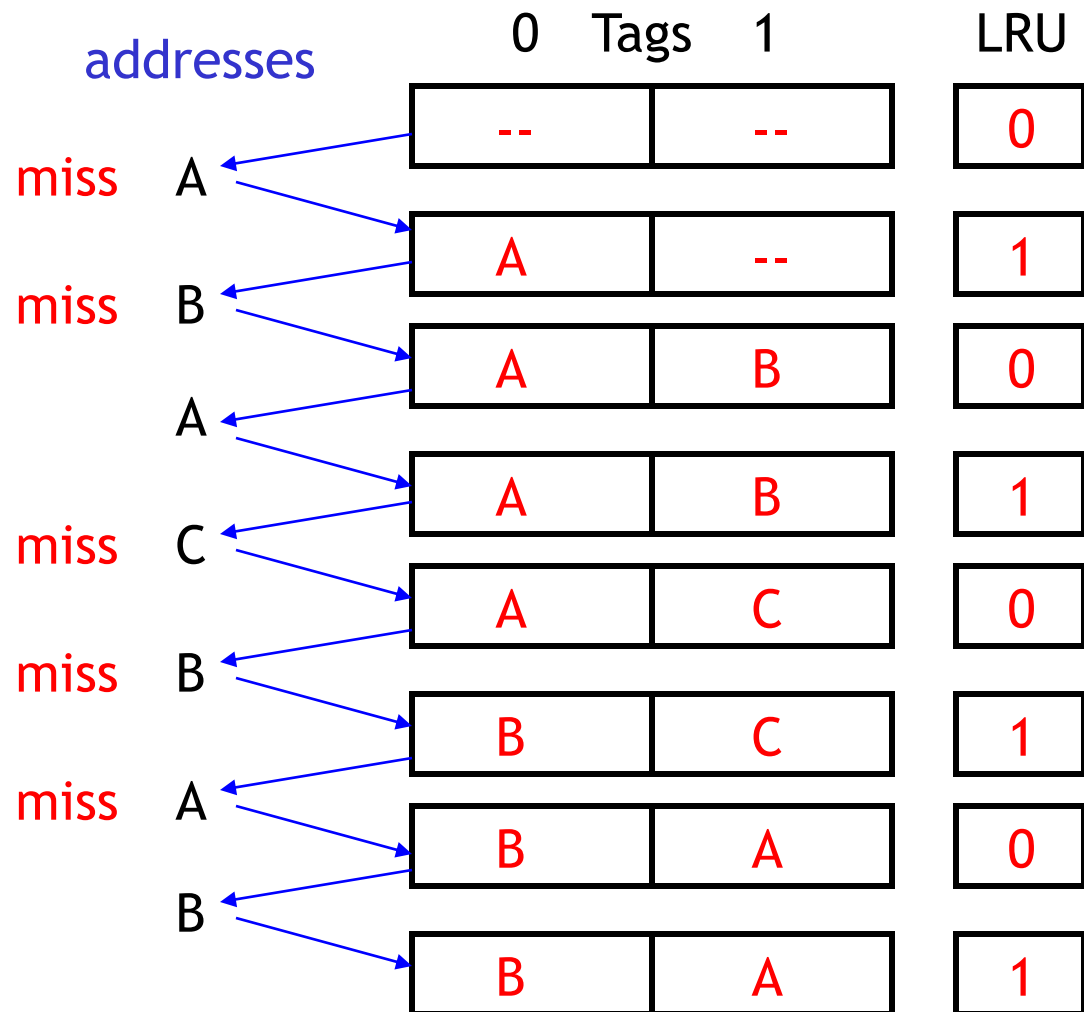 0 Tags 1 LRU
addresses
-- -- 0
miss A
A -- 1
miss B
A B 0
A
A B 1
miss C
A C 0
miss B
B C 1
miss A
B A 0
B
B A 1